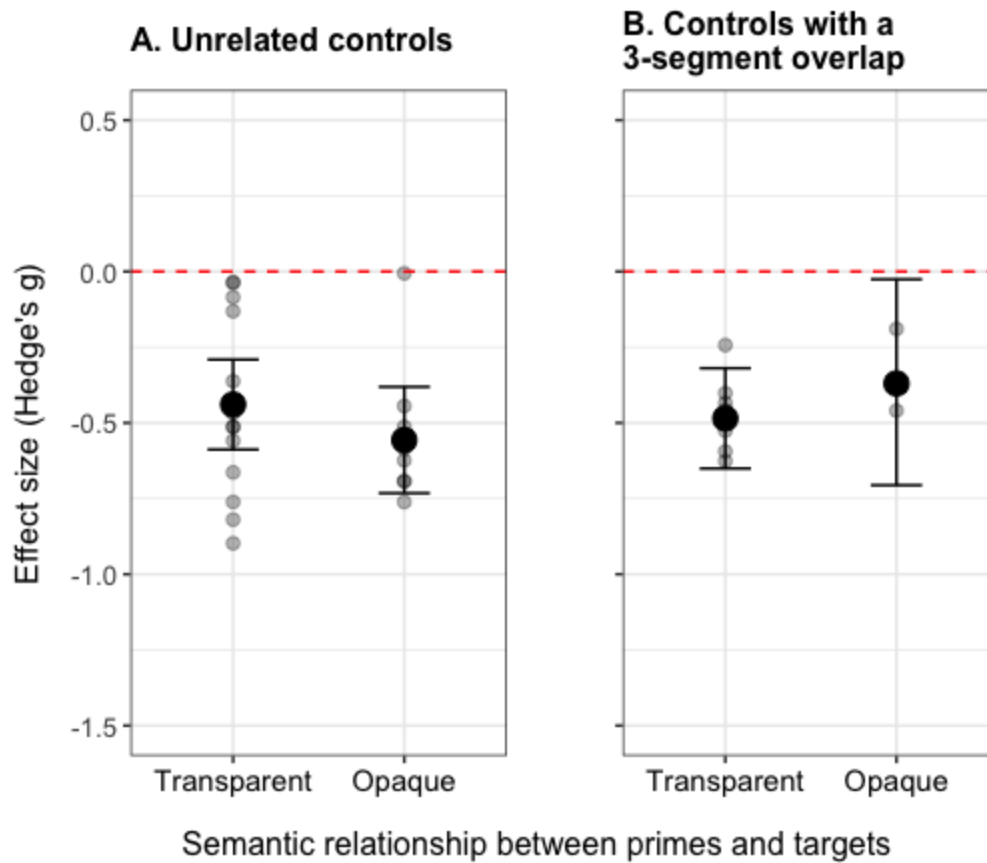 A. Unrelated controls
B. Controls with a
3-segment overlap
Effect size (Hedge's g)
0.5
0.0
-0.5
-1.0
-1.5
Transparent
Opaque
Transparent
Opaque
Semantic relationship between primes and targets